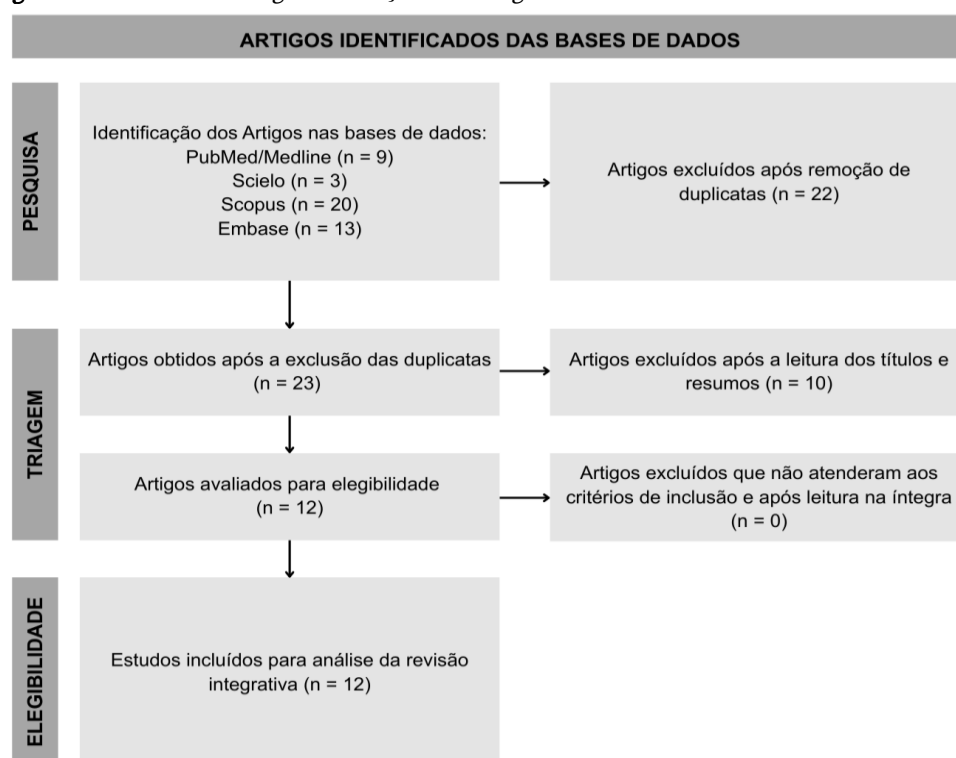 ARTIGOS IDENTIFICADOS DAS BASES DE DADOS
PESQUISA
Identificação dos Artigos nas bases de dados:
PubMed/Medline (n = 9)
Scielo (n = 3)
Scopus (n = 20)
Embase (n = 13)
Artigos excluídos após remoção de
duplicatas (n = 22)
TRIAGEM
Artigos obtidos após a exclusão das duplicatas
(n = 23)
Artigos excluídos após a leitura dos títulos e
resumos (n = 10)
Artigos avaliados para elegibilidade
(n = 12)
Artigos excluídos que não atenderam aos
critérios de inclusão e após leitura na íntegra
(n = 0)
ELEGIBILIDADE
Estudos incluídos para análise da revisão
integrativa (n = 12)